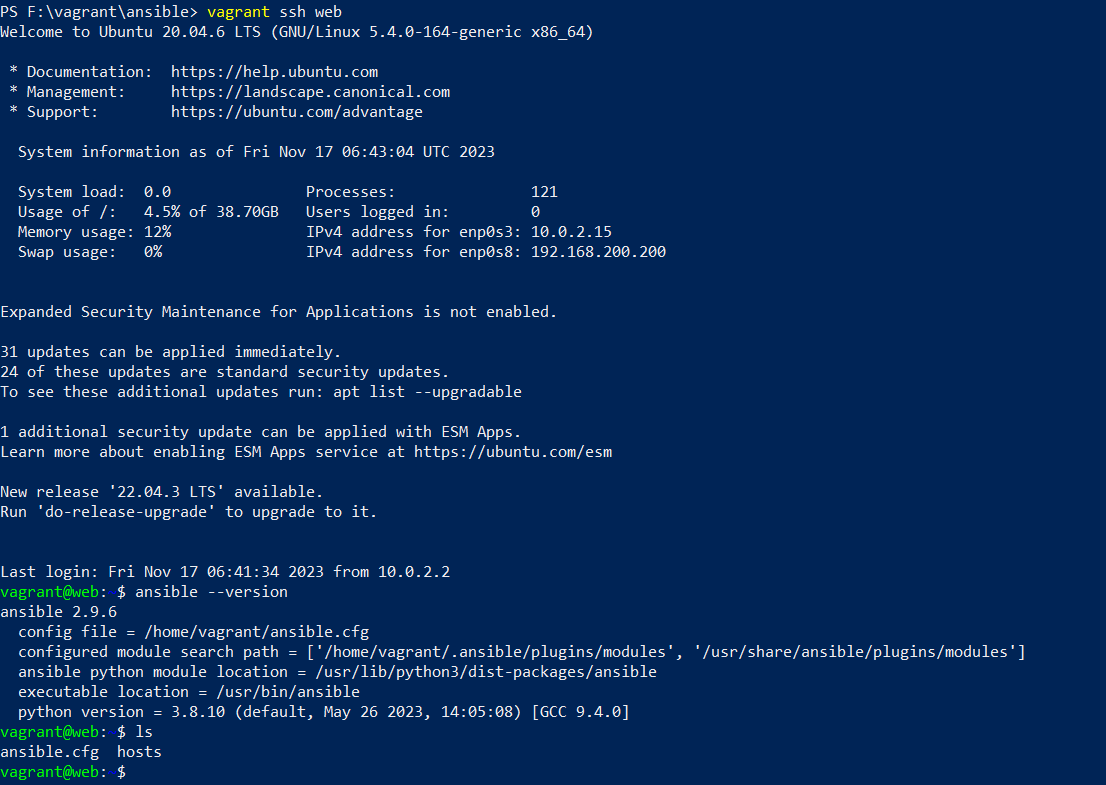 PS F:\vagrant\ansible> vagrant ssh web
Welcome to Ubuntu 20.04.6 LTS (GNU/Linux 5.4.0-164-generic x86_64)
* Documentation:  https://help.ubuntu.com
* Management:     https://landscape.canonical.com
* Support:        https://ubuntu.com/advantage
System information as of Fri Nov 17 06:43:04 UTC 2023
System load:  0.0               Processes:               121
Usage of /:   4.5% of 38.70GB   Users logged in:         0
Memory usage: 12%               IPv4 address for enp0s3: 10.0.2.15
Swap usage:   0%                IPv4 address for enp0s8: 192.168.200.200
Expanded Security Maintenance for Applications is not enabled.
31 updates can be applied immediately.
24 of these updates are standard security updates.
To see these additional updates run: apt list --upgradable
1 additional security update can be applied with ESM Apps.
Learn more about enabling ESM Apps service at https://ubuntu.com/esm
New release '22.04.3 LTS' available.
Run 'do-release-upgrade' to upgrade to it.
Last login: Fri Nov 17 06:41:34 2023 from 10.0.2.2
vagrant@web: $ ansible --version
ansible 2.9.6
config file = /home/vagrant/ansible.cfg
configured module search path = ['/home/vagrant/.ansible/plugins/modules', '/usr/share/ansible/plugins/modules']
ansible python module location = /usr/lib/python3/dist-packages/ansible
executable location = /usr/bin/ansible
python version = 3.8.10 (default, May 26 2023, 14:05:08) [GCC 9.4.0]
vagrant@web: $ ls
ansible.cfg  hosts
vagrant@web: $